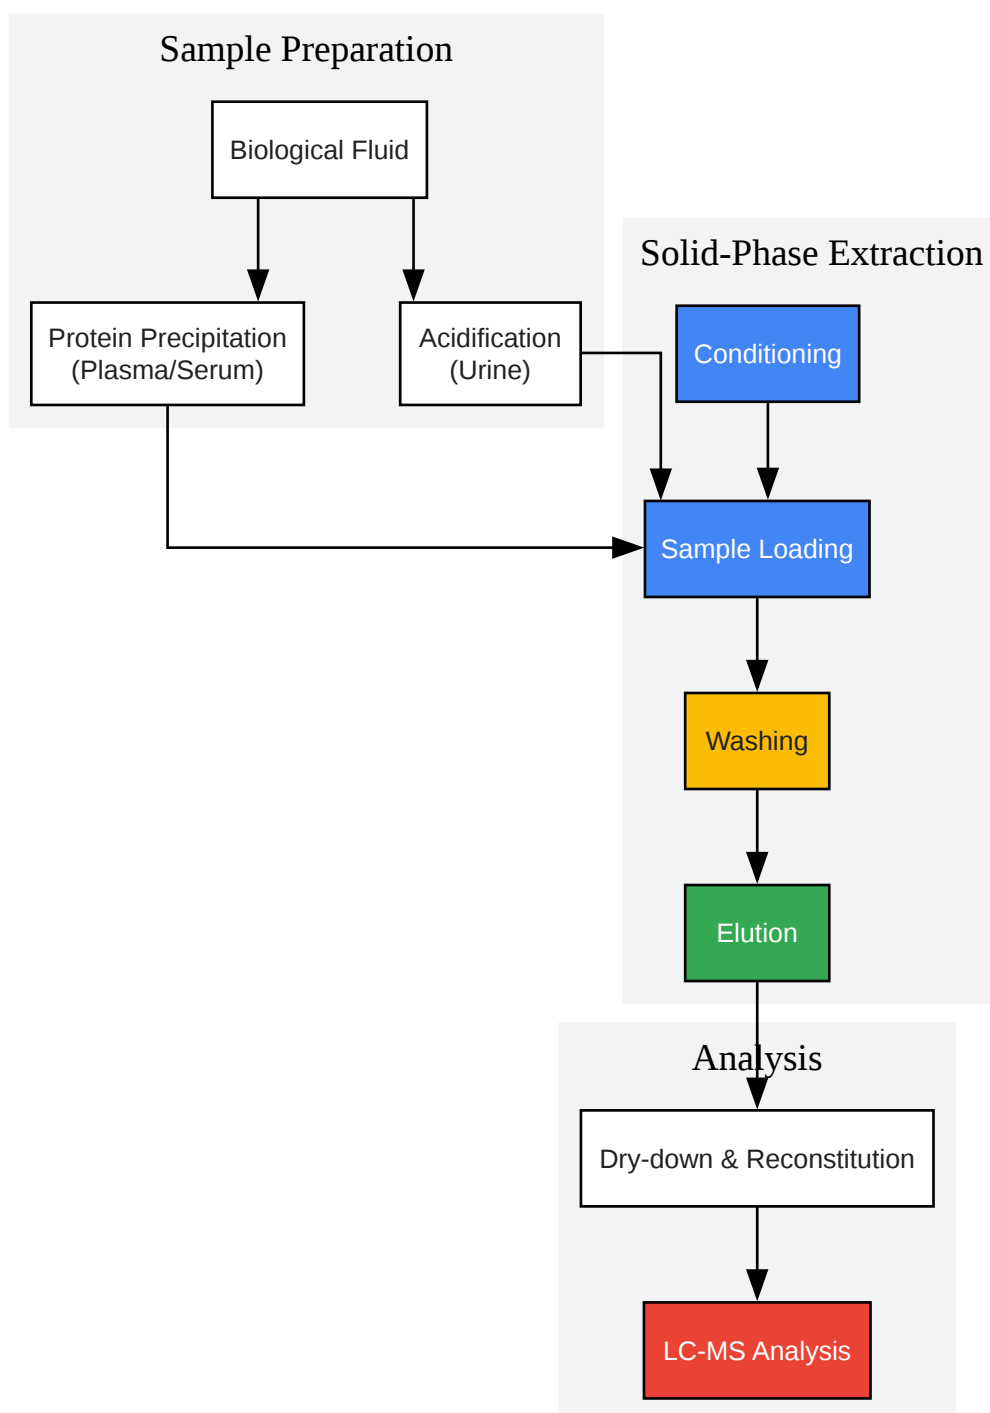 Sample Preparation
Biological Fluid
Protein Precipitation
(Plasma/Serum)
Acidification
(Urine)
Solid-Phase Extraction
Conditioning
Sample Loading
Washing
Elution
Analysis
Dry-down & Reconstitution
LC-MS Analysis